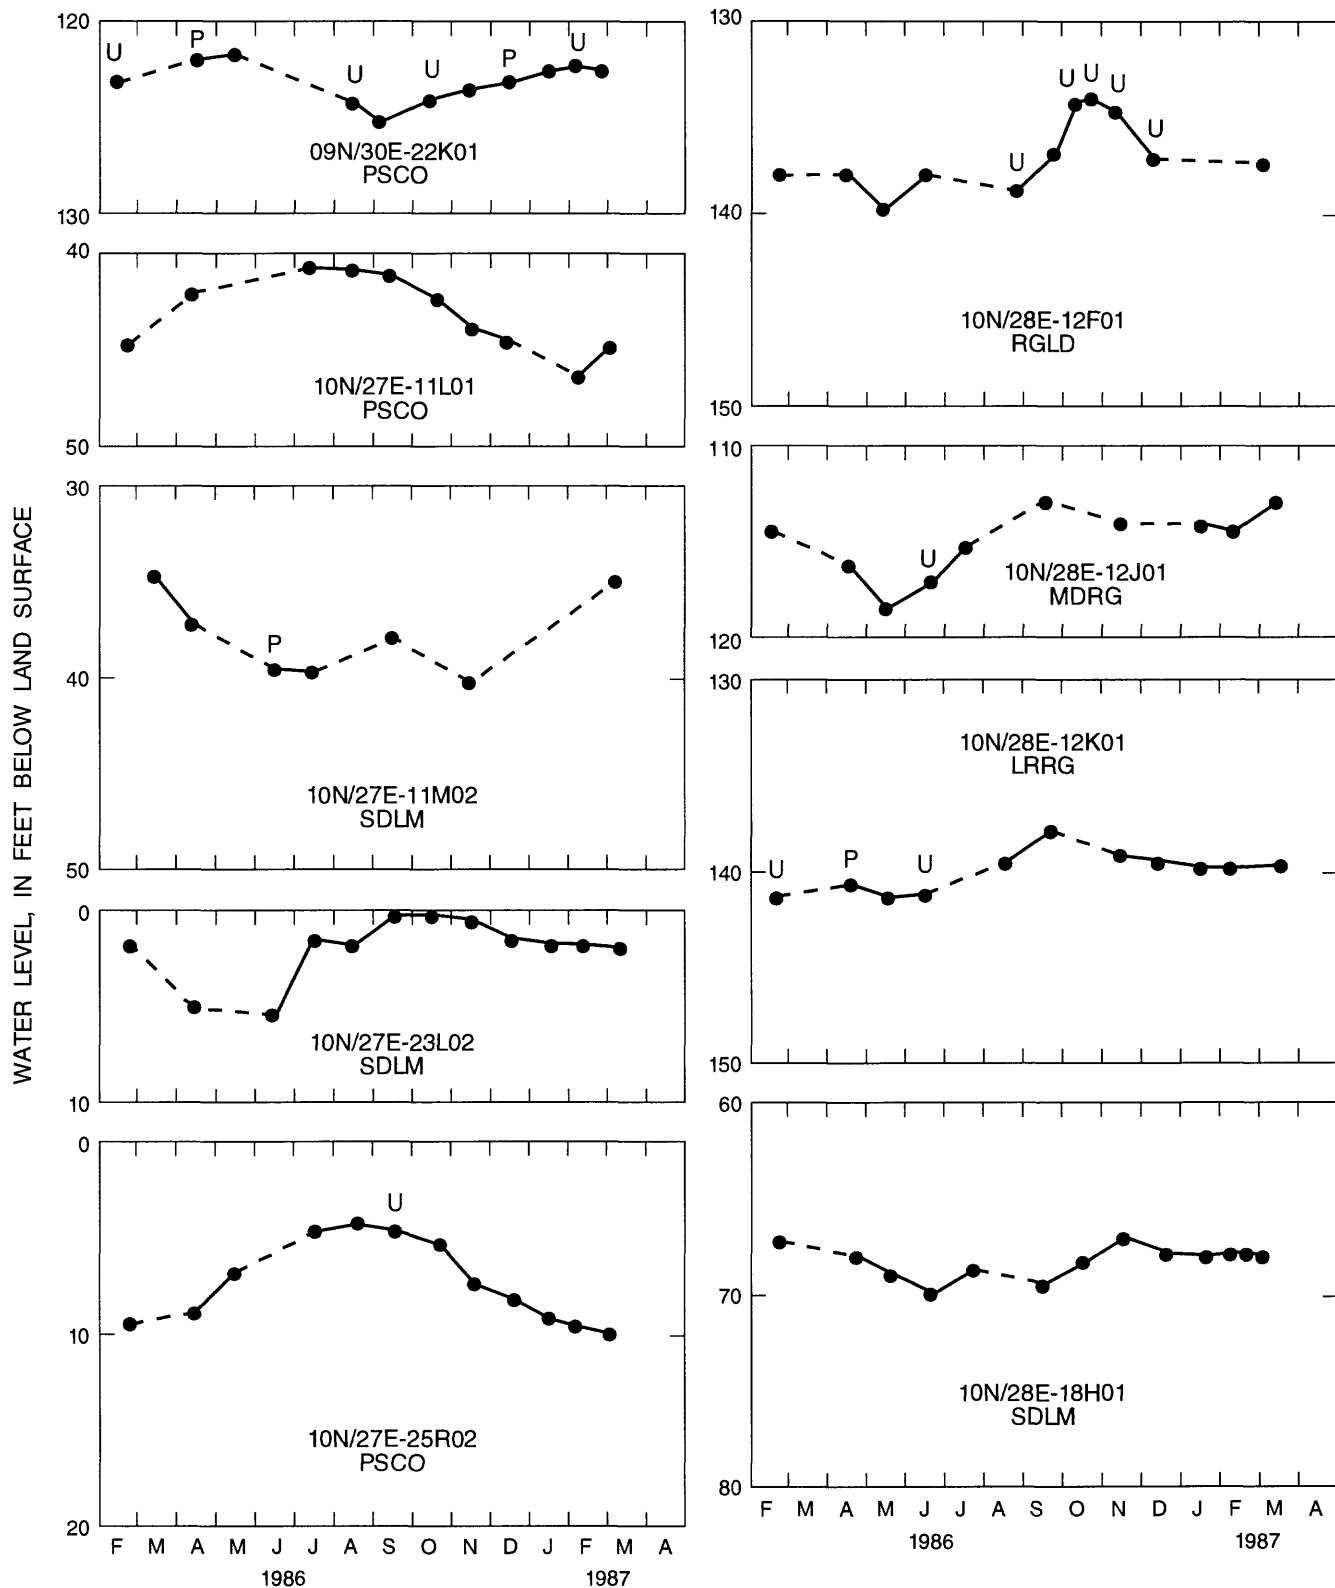 WATER LEVEL, IN FEET BELOW LAND SURFACE
120
U P U U P U
09N/30E-22K01
PSCO
130
40
10N/27E-11L01
PSCO
50
30
P
40
10N/27E-11M02
SDLM
50
0
10N/27E-23L02
SDLM
10
0
U
10
10N/27E-25R02
PSCO
20
F M A M J J A S O N D J F M A
1986 1987
130
U U U
U
U
140
10N/28E-12F01
RGLD
150
110
U
10N/28E-12J01
MDRG
120
130
10N/28E-12K01
LRRG
U P U
140
150
60
70
10N/28E-18H01
SDLM
80
F M A M J J A S O N D J F M A
1986 1987